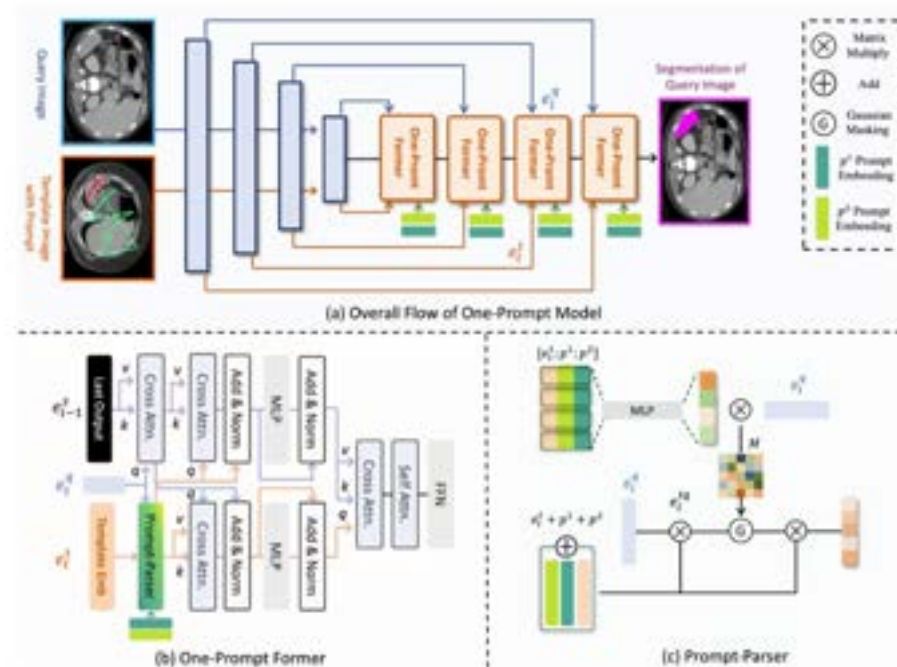 Query Image
Template Image
with Prompt
One-Prompt
Former
One-Prompt
Former
One-Prompt
Former
One-Prompt
Former
Segmentation of
Query Image
Matrix
Multiply
Add
G
Gaussian
Masking
p¹ Prompt
Embedding
p² Prompt
Embedding
(a) Overall Flow of One-Prompt Model
Last Output
Cross Attn.
Cross Attn.
Add & Norm
MLP
Add & Norm
Template Emb
Prompt-Parser
Cross Attn.
Add & Norm
MLP
Add & Norm
Cross Attn.
Self Attn.
FFN
(b) One-Prompt Former
MLP
M
G
(c) Prompt-Parser